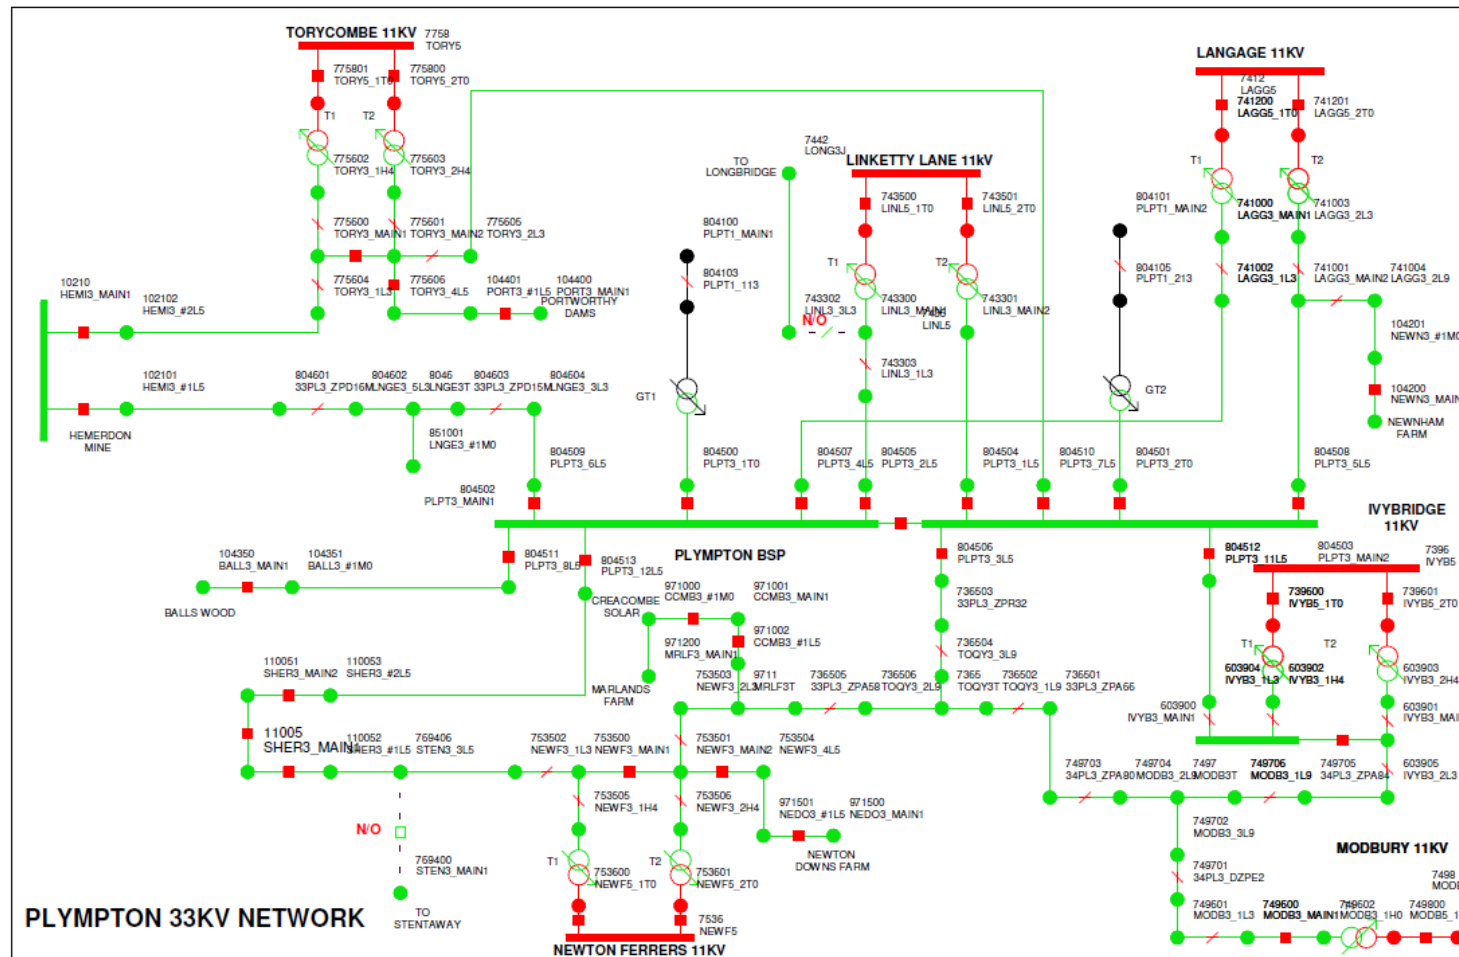 TORYCOMBE 11KV
7758
TORY5
775801
TORY5_1T0
775800
TORY5_2T0
T1
T2
775602
TORY3_1H4
775603
TORY3_2H4
775600
TORY3_MAIN1
775601
TORY3_MAIN2
775605
TORY3_2L3
775604
TORY3_1L3
775606
TORY3_4L5
104401
PORT3_#1L5
104400
PORT3_MAIN1
PORTWORTHY
DAMS
10210
HEMI3_MAIN1
102102
HEMI3_#2L5
102101
HEMI3_#1L5
HEMERDON
MINE
804601
33PL3_ZPD16M
804602
LNGE3_5L3
8046
LNGE3T
804603
33PL3_ZPD15M
804604
LNGE3_3L3
851001
LNGE3_#1M0
804509
PLPT3_6L5
804502
PLPT3_MAIN1
804100
PLPT1_MAIN1
804103
PLPT1_113
GT1
804500
PLPT3_1T0
TO
LONGBRIDGE
7442
LONG3J
LINKETTY LANE 11kV
743500
LINL5_1T0
743501
LINL5_2T0
T1
T2
743302
LINL3_3L3
N/O
743300
LINL3_MAIN1
LINL5
743301
LINL3_MAIN2
743303
LINL3_1L3
804507
PLPT3_4L5
804505
PLPT3_2L5
804504
PLPT3_1L5
804510
PLPT3_7L5
804501
PLPT3_2T0
804101
PLPT1_MAIN2
804105
PLPT1_213
GT2
LANGAGE 11KV
7412
LAGG5
741200
LAGG5_1T0
741201
LAGG5_2T0
T1
T2
741000
LAGG3_MAIN1
741003
LAGG3_2L3
741002
LAGG3_1L3
741001
LAGG3_MAIN2
741004
LAGG3_2L9
104201
NEWN3_#1M0
104200
NEWN3_MAIN
NEWNHAM
FARM
804508
PLPT3_5L5
PLYMPTON BSP
804511
PLPT3_8L5
804513
PLPT3_12L5
804506
PLPT3_3L5
804512
PLPT3_11L5
804503
PLPT3_MAIN2
IVYBRIDGE
11KV
7396
IVYB5
739600
IVYB5_1T0
739601
IVYB5_2T0
T1
T2
603904
IVYB3_1L3
603902
IVYB3_1H4
603903
IVYB3_2H4
603900
IVYB3_MAIN1
603901
IVYB3_MAI
603905
IVYB3_2L3
104350
BALL3_MAIN1
104351
BALL3_#1M0
BALLS WOOD
CREACOMBE
SOLAR
971000
CCMB3_#1M0
971001
CCMB3_MAIN1
971002
CCMB3_#1L5
971200
MRLF3_MAIN1
MARLANDS
FARM
736503
33PL3_ZPR32
736504
TOQY3_3L9
753503
NEWF3_2L3
9711
MRLF3T
736505
33PL3_ZPA58
736506
TOQY3_2L9
7365
TOQY3T
736502
TOQY3_1L9
736501
33PL3_ZPA66
110051
SHER3_MAIN2
110053
SHER3_#2L5
11005
SHER3_MAIN1
110052
SHER3_#1L5
769406
STEN3_3L5
753502
NEWF3_1L3
753500
NEWF3_MAIN1
753501
NEWF3_MAIN2
753504
NEWF3_4L5
753505
NEWF3_1H4
753506
NEWF3_2H4
971501
NEDO3_#1L5
971500
NEDO3_MAIN1
NEWTON
DOWNS FARM
N/O
769400
STEN3_MAIN1
TO
STENTAWAY
T1
T2
753600
NEWF5_1T0
753601
NEWF5_2T0
7536
NEWF5
NEWTON FERRERS 11KV
749703
34PL3_ZPA80
749704
MODB3_2L9
7497
MODB3T
749706
MODB3_1L9
749705
34PL3_ZPA84
749702
MODB3_3L9
749701
34PL3_DZPE2
MODBURY 11KV
7498
MODB
749601
MODB3_1L3
749600
MODB3_MAIN1
749602
MODB3_1H0
749800
MODB5_1
PLYMPTON 33KV NETWORK